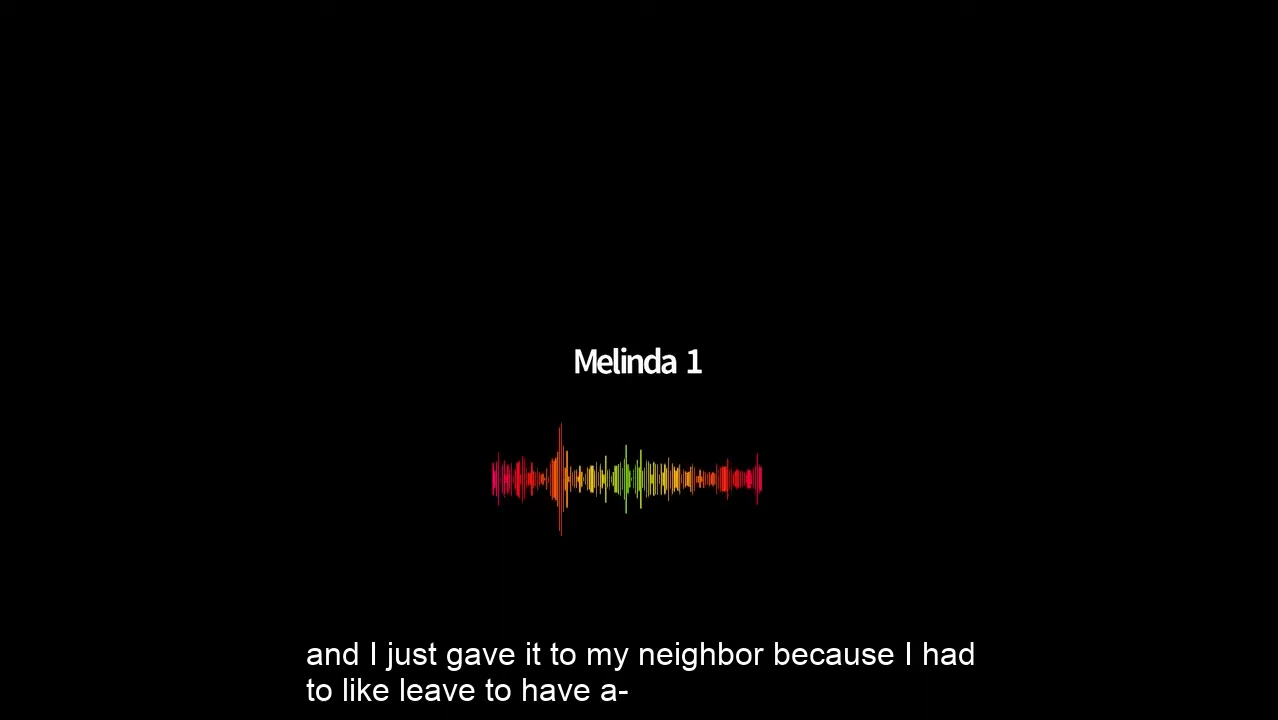 Melinda 1
and I just gave it to my neighbor because I had
to like leave to have a-